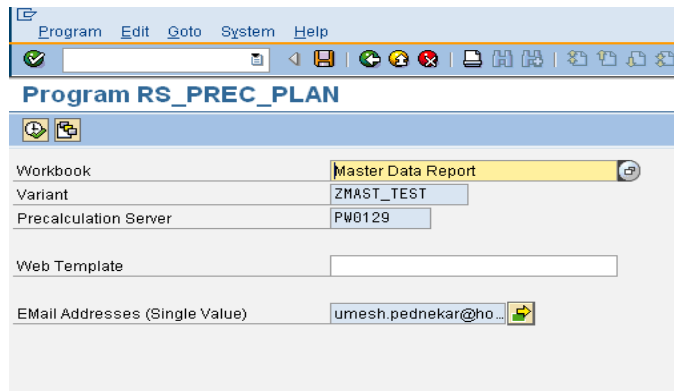 Program Edit Goto System Help
Program RS_PREC_PLAN
Workbook Master Data Report
Variant ZMAST_TEST
Precalculation Server PW0129
Web Template
EMail Addresses (Single Value) umesh.pednekar@ho...